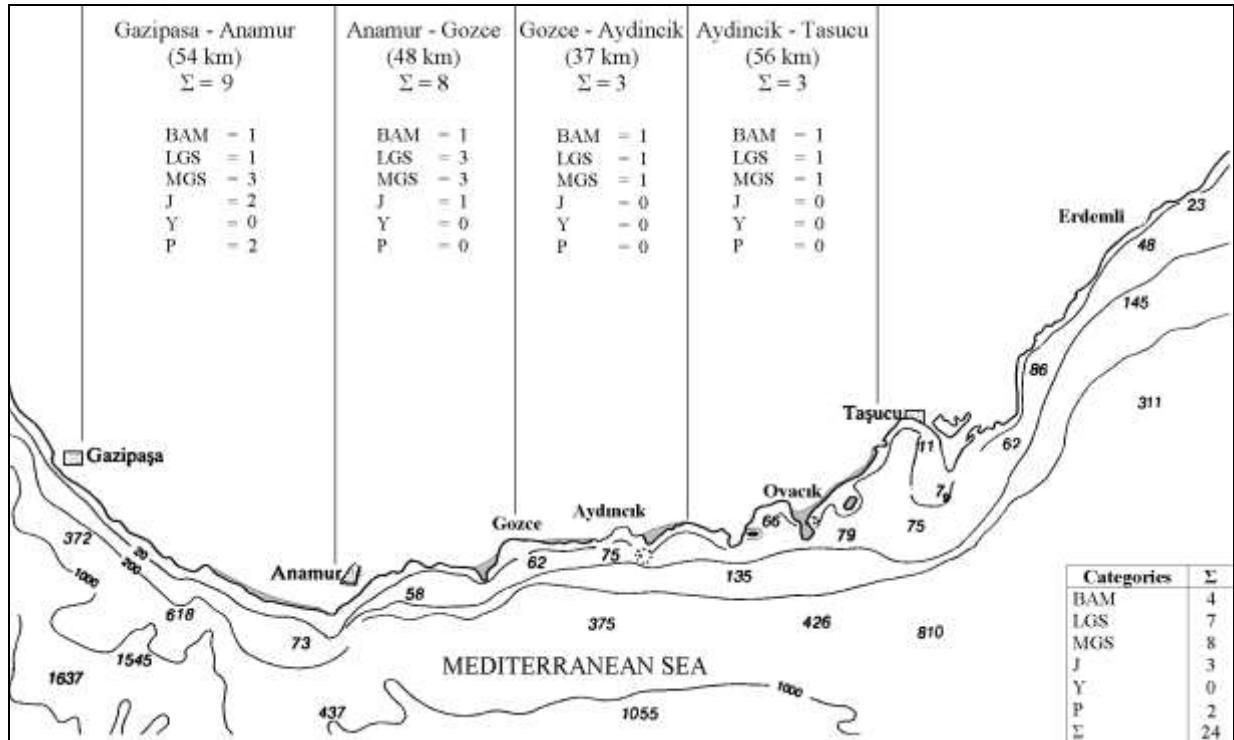 Gazipasa - Anamur
(54 km)
Σ = 9
BAM = 1
LGS = 1
MGS = 3
J = 2
Y = 0
P = 2
Anamur - Gozce
(48 km)
Σ = 8
BAM = 1
LGS = 3
MGS = 3
J = 1
Y = 0
P = 0
Gozce - Aydincik
(37 km)
Σ = 3
BAM = 1
LGS = 1
MGS = 1
J = 0
Y = 0
P = 0
Aydincik - Tasucu
(56 km)
Σ = 3
BAM = 1
LGS = 1
MGS = 1
J = 0
Y = 0
P = 0
Erdemli
23
48
145
86
311
Taşucu
11
62
79
75
Gazipaşa
Ovacık
66
79
Aydıncık
Gozce
75
62
372
20
200
1000
Anamur
58
135
618
73
375
426
810
1545
1637
MEDITERRANEAN SEA
437
1055
1000
Categories Σ
BAM 4
LGS 7
MGS 8
J 3
Y 0
P 2
Σ 24